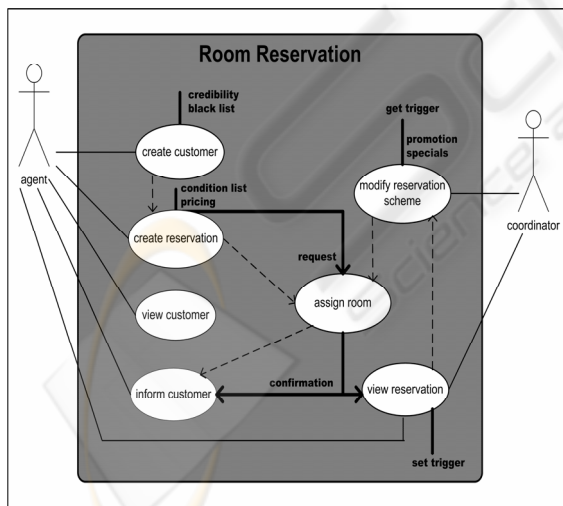 Room Reservation
credibility
black list
get trigger
create customer
promotion
specials
agent
condition list
pricing
modify reservation
scheme
coordinator
create reservation
request
assign room
view customer
confirmation
inform customer
view reservation
set trigger